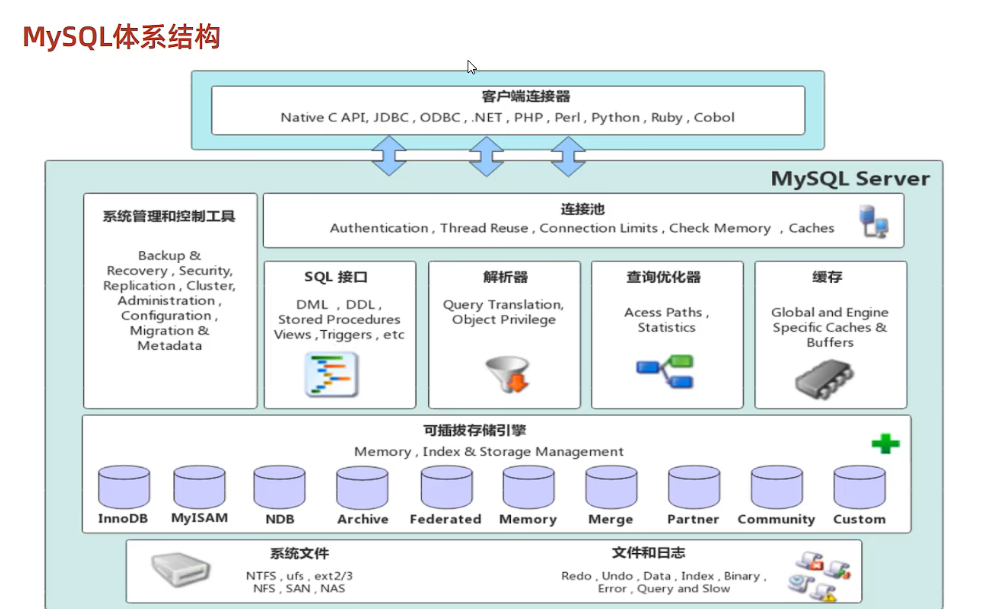 MySQL体系结构
客户端连接器
Native C API, JDBC , ODBC , .NET , PHP , Perl , Python , Ruby , Cobol
MySQL Server
系统管理和控制工具
Backup &
Recovery , Security,
Replication , Cluster,
Administration ,
Configuration ,
Migration &
Metadata
连接池
Authentication , Thread Reuse , Connection Limits , Check Memory , Caches
SQL 接口
DML , DDL ,
Stored Procedures
Views ,Triggers , etc
解析器
Query Translation,
Object Privilege
查询优化器
Acess Paths ,
Statistics
缓存
Global and Engine
Specific Caches &
Buffers
可插拔存储引擎
Memory , Index & Storage Management
InnoDB MyISAM NDB Archive Federated Memory Merge Partner Community Custom
系统文件
NTFS , ufs , ext2/3
NFS , SAN , NAS
文件和日志
Redo , Undo , Data , Index , Binary ,
Error , Query and Slow